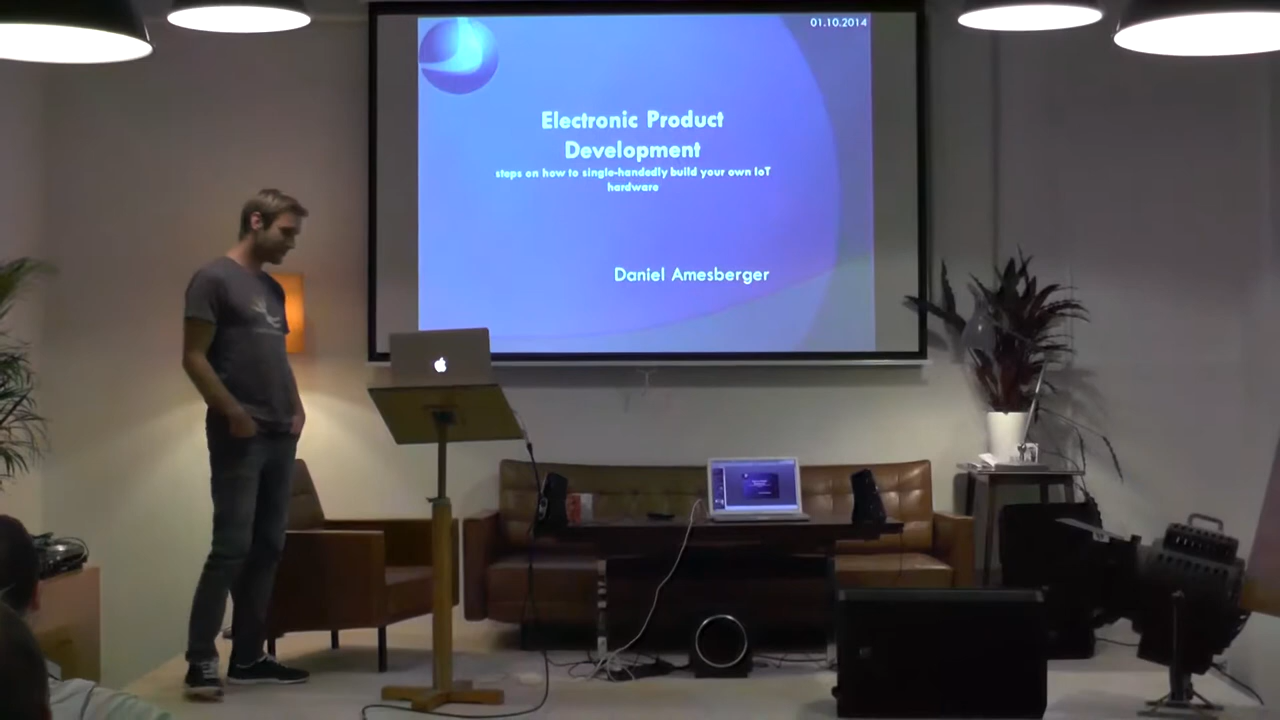 01.10.2014
Electronic Product
Development
steps on how to single-handedly build your own IoT
hardware
Daniel Amesberger